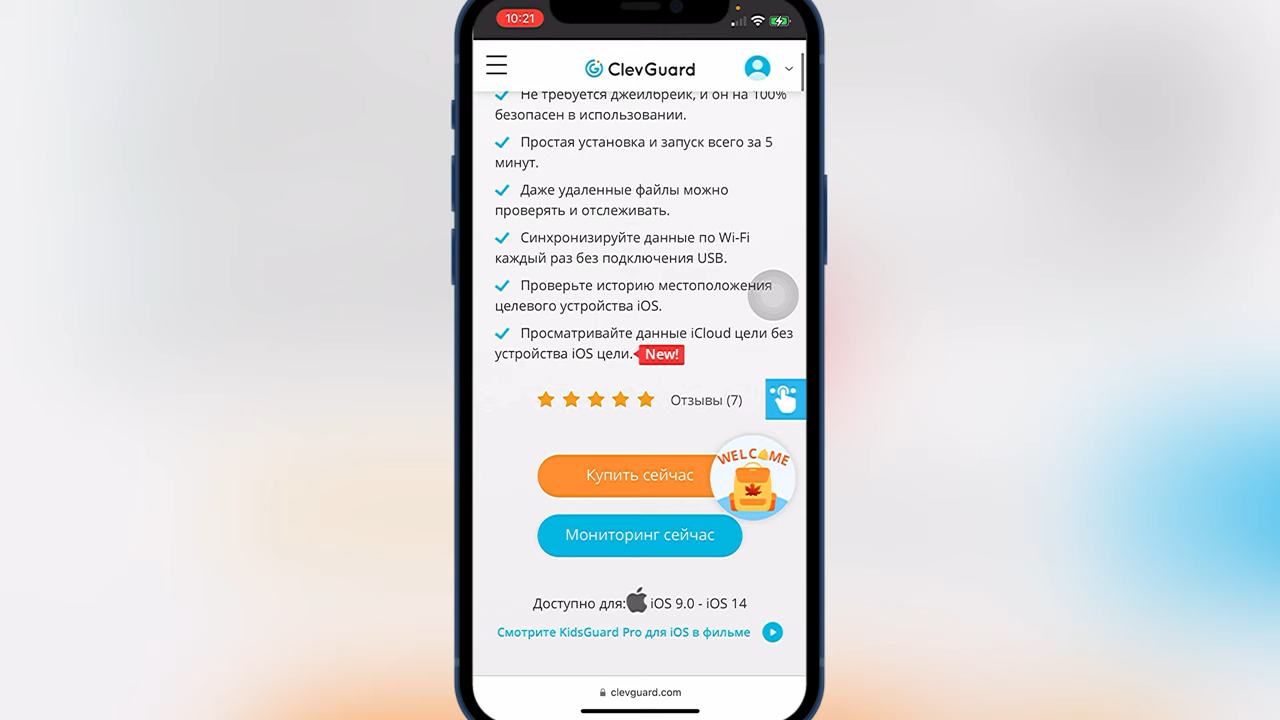 10:21
ClevGuard
Не требуется джейлбрейк, и он на 100%
безопасен в использовании.
Простая установка и запуск всего за 5
минут.
Даже удаленные файлы можно
проверять и отслеживать.
Синхронизируйте данные по Wi-Fi
каждый раз без подключения USB.
Проверьте историю местоположения
целевого устройства iOS.
Просматривайте данные iCloud цели без
устройства iOS цели. New!
Отзывы (7)
WELCOME
Купить сейчас
Мониторинг сейчас
Доступно для: iOS 9.0 - iOS 14
Смотрите KidsGuard Pro для iOS в фильме
clevguard.com